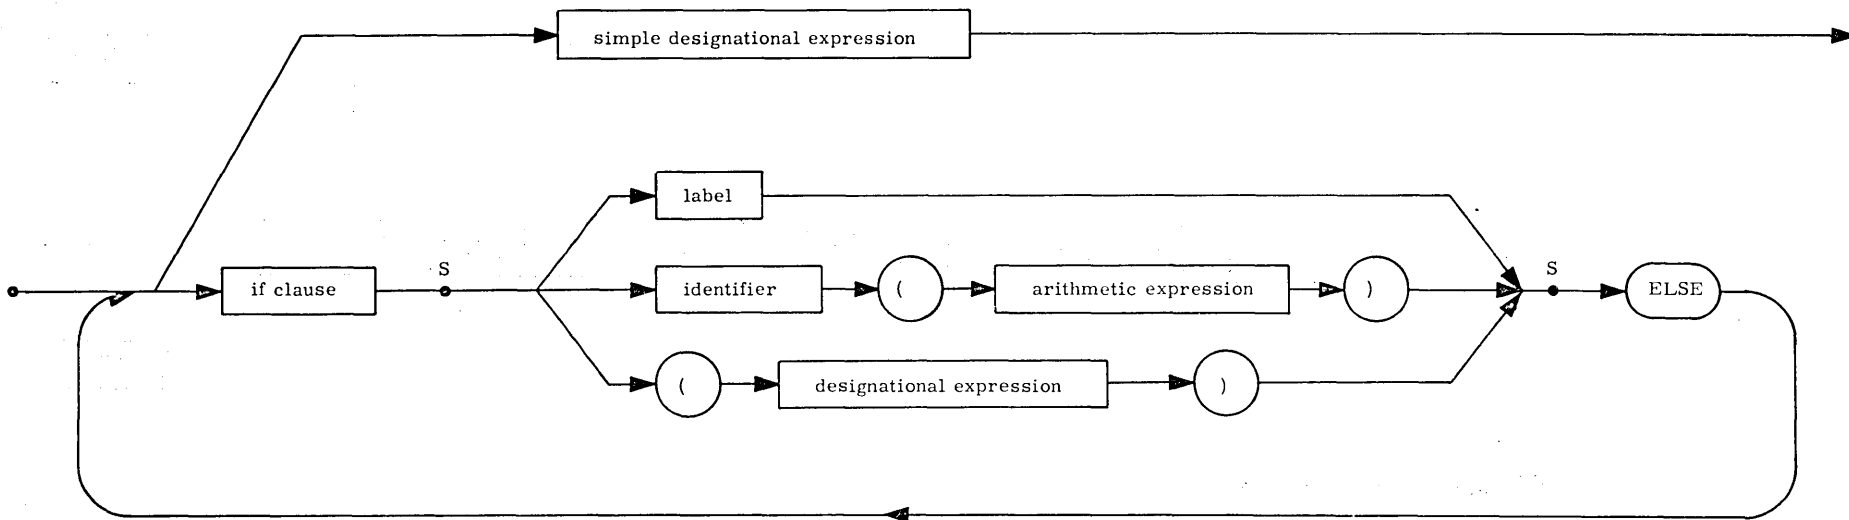 simple designational expression
label
if clause
S
identifier
(
arithmetic expression
)
S
ELSE
(
designational expression
)